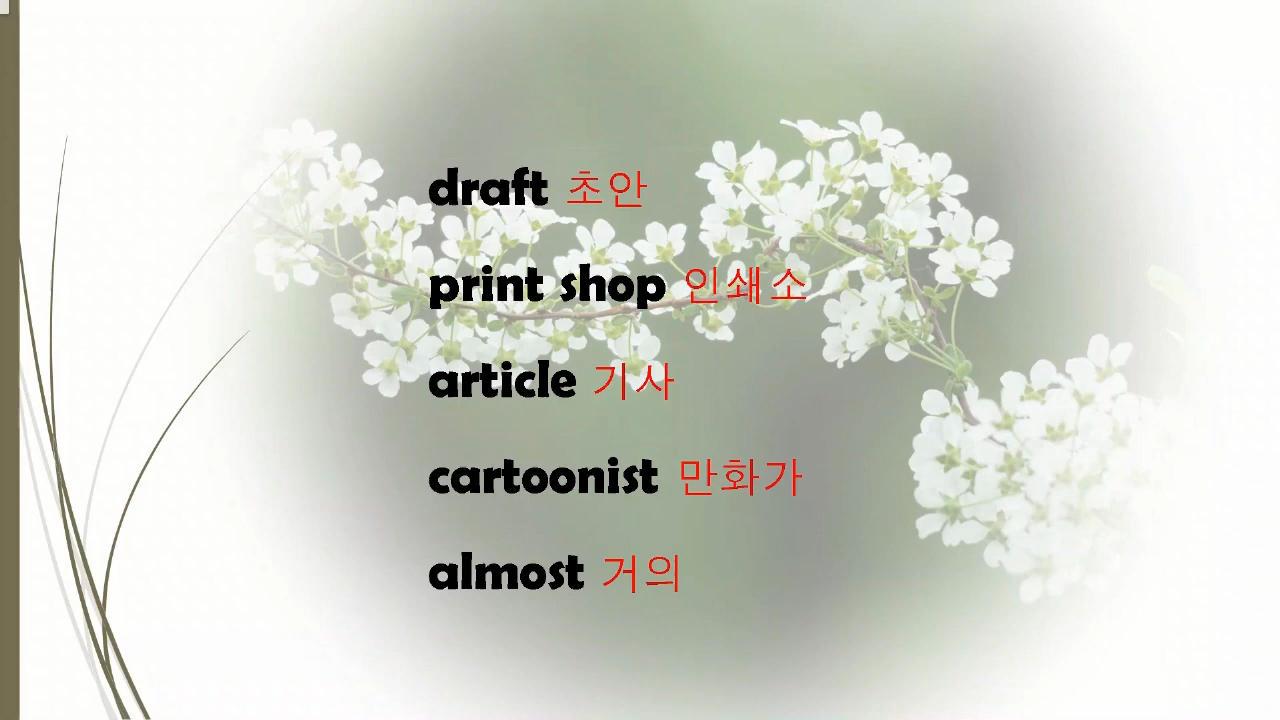 draft 초안
print shop 인쇄소
article 기사
cartoonist 만화가
almost 거의